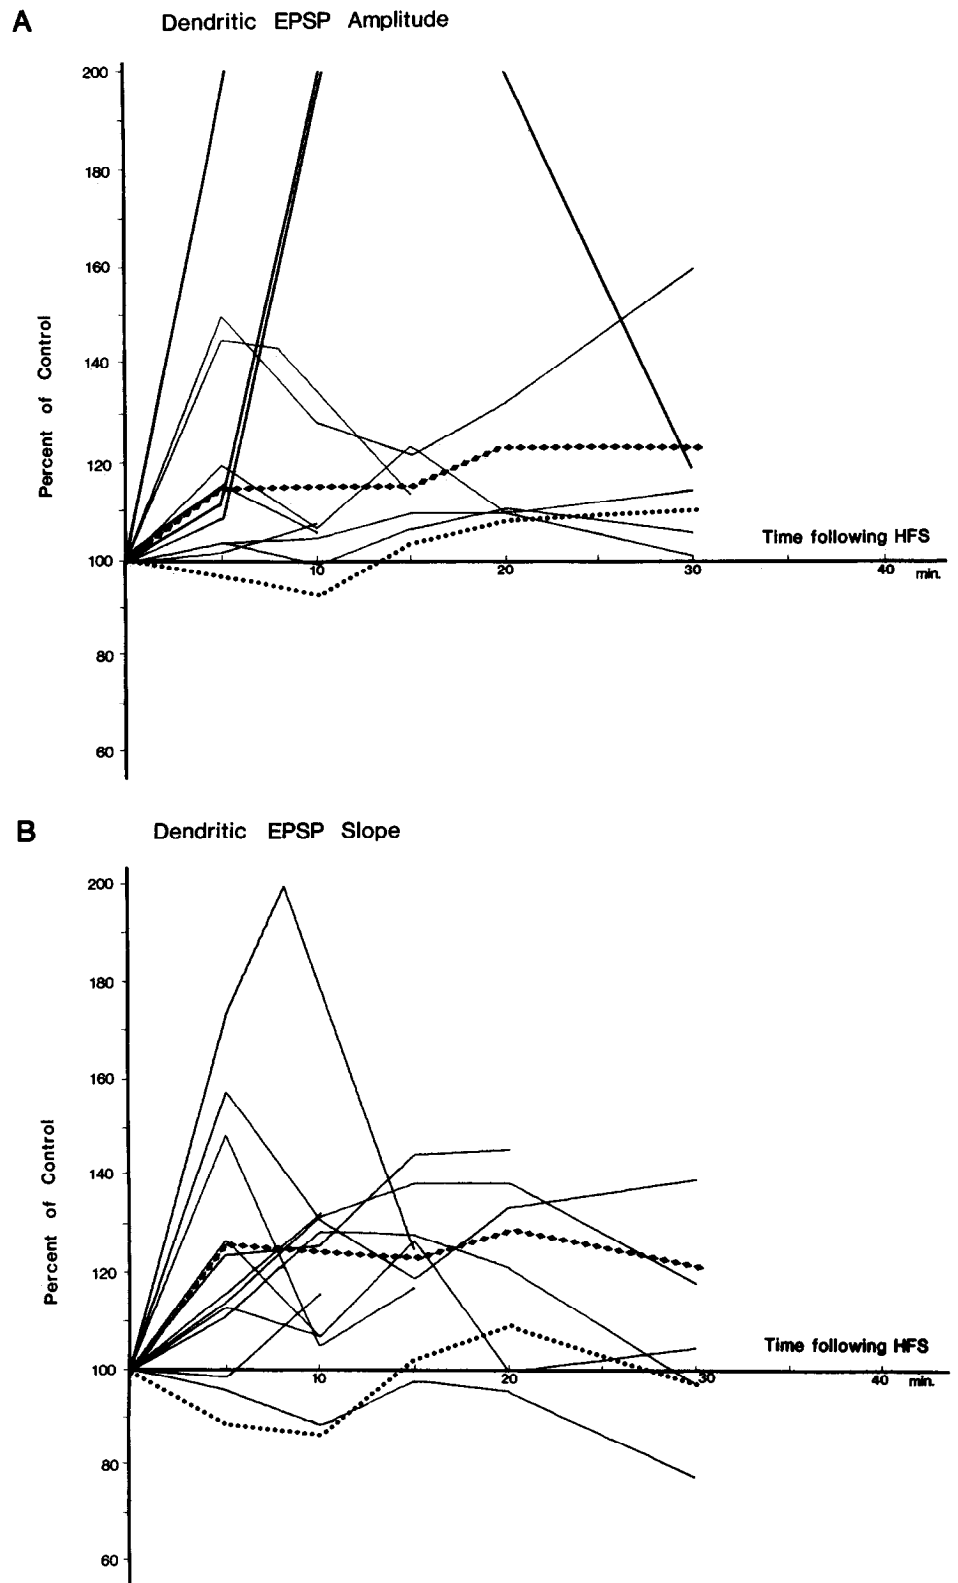 A
Dendritic EPSP Amplitude
200
180
160
140
120
100
80
60
Percent of Control
Time following HFS
10
20
30
40
min.
B
Dendritic EPSP Slope
200
180
160
140
120
100
80
60
Percent of Control
Time following HFS
10
20
30
40
min.